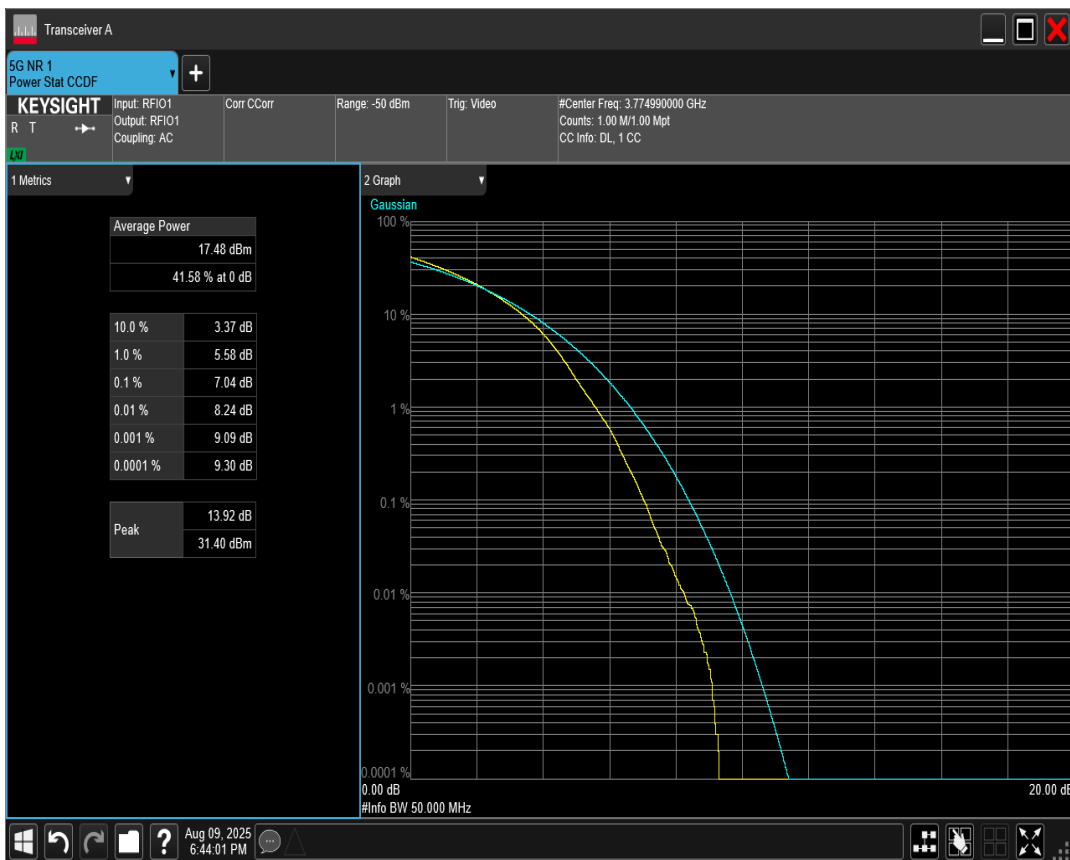 Transceiver A
5G NR 1
Power Stat CCDF
KEYSIGHT
R T
LXI
Input: RFIO1
Output: RFIO1
Coupling: AC
Corr CCorr
Range: -50 dBm
Trig: Video
#Center Freq: 3.774990000 GHz
Counts: 1.00 M/1.00 Mpt
CC Info: DL, 1 CC
1 Metrics
Average Power
17.48 dBm
41.58 % at 0 dB
10.0 % 3.37 dB
1.0 % 5.58 dB
0.1 % 7.04 dB
0.01 % 8.24 dB
0.001 % 9.09 dB
0.0001 % 9.30 dB
Peak
13.92 dB
31.40 dBm
2 Graph
Gaussian
100 %
10 %
1 %
0.1 %
0.01 %
0.001 %
0.0001 %
0.00 dB
20.00 dB
#Info BW 50.000 MHz
?
Aug 09, 2025
6:44:01 PM